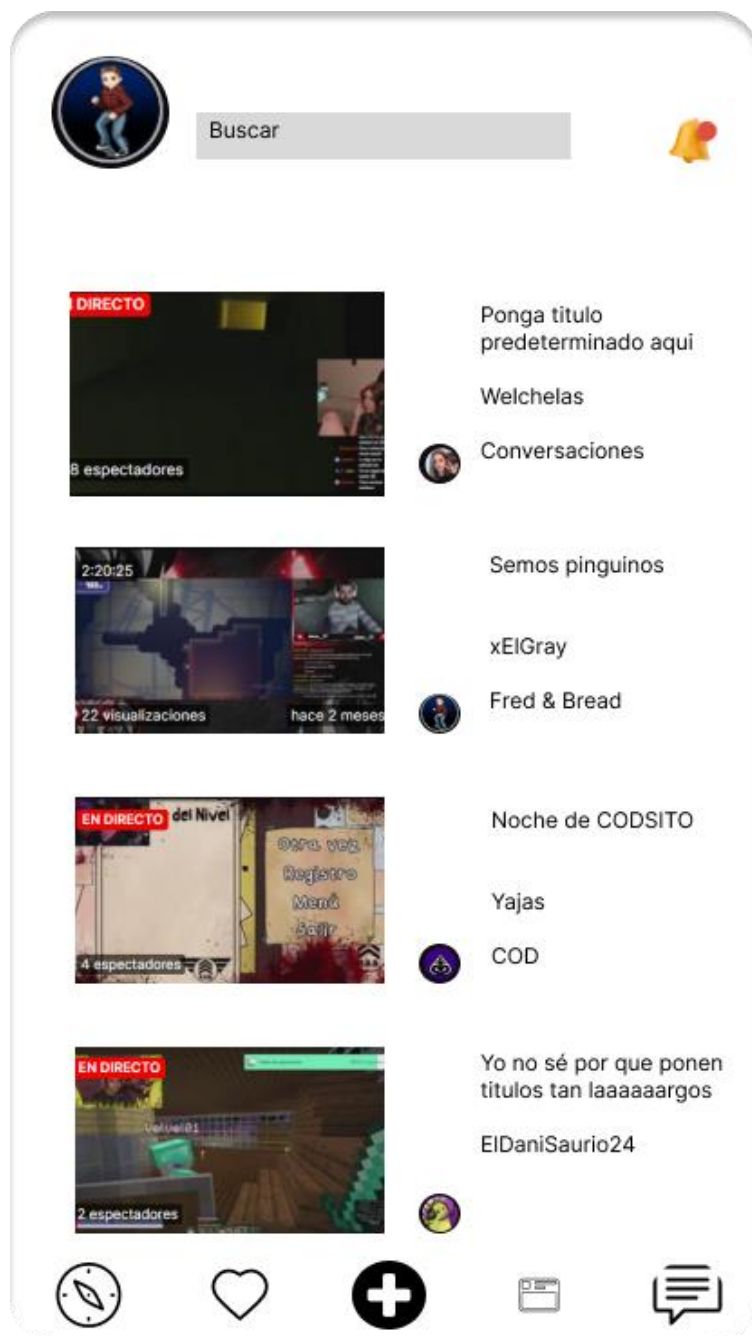 Buscar
DIRECTO
8 espectadores
Ponga titulo
predeterminado aqui
Welchelas
Conversaciones
2:20:25
22 visualizaciones
hace 2 meses
Semos pinguinos
xElGray
Fred & Bread
EN DIRECTO
del Nivel
Otra vez
Registro
Menú
Salir
4 espectadores
Noche de CODSITO
Yajas
COD
EN DIRECTO
Velvel01
2 espectadores
Yo no sé por que ponen
titulos tan laaaaaargos
ElDaniSaurio24